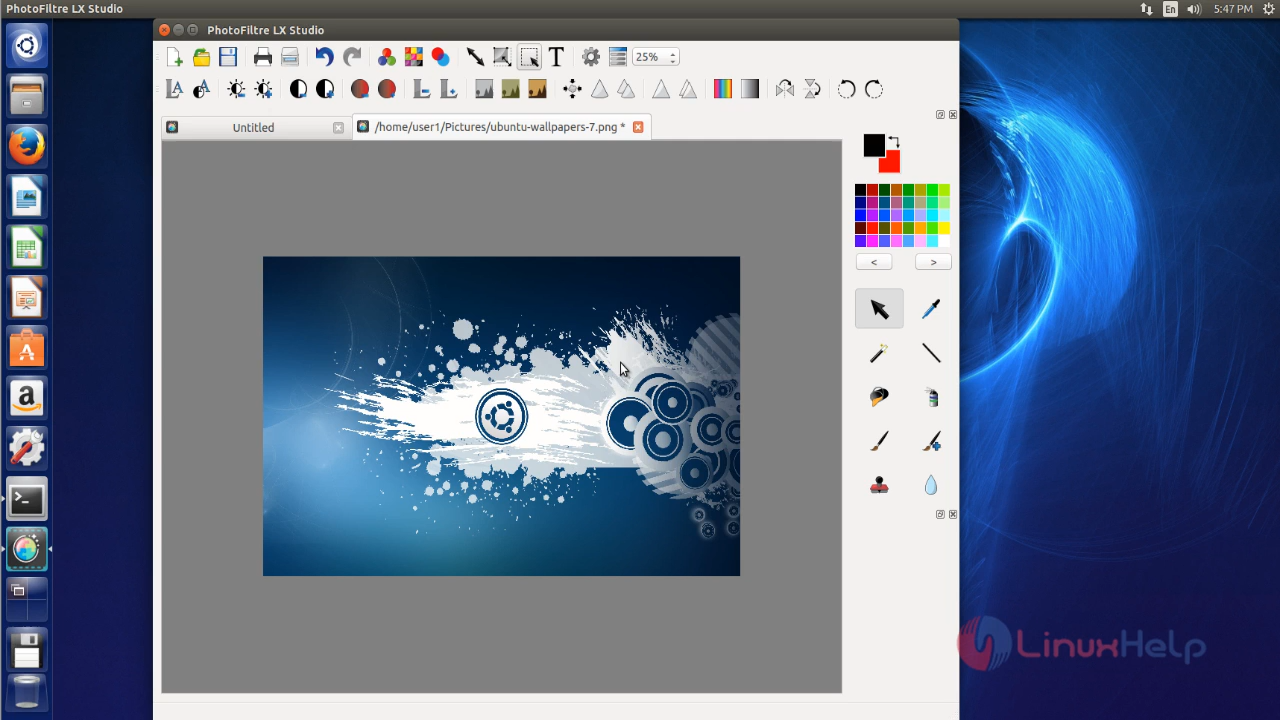 PhotoFiltre LX Studio
En
5:47 PM
PhotoFiltre LX Studio
T
25%
Untitled
/home/user1/Pictures/ubuntu-wallpapers-7.png *
<
>
LinuxHelp